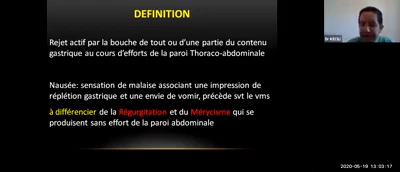 DEFINITION
Rejet actif par la bouche de tout ou d'une partie du contenu
gastrique au cours d'efforts de la paroi Thoraco-abdominale
Nausée: sensation de malaise associant une impression de
réplétion gastrique et une envie de vomir, précède svt le vms
à différencier de la Régurgitation et du Mérycisme qui se
produisent sans effort de la paroi abdominale
2020-05-19 13:03:17